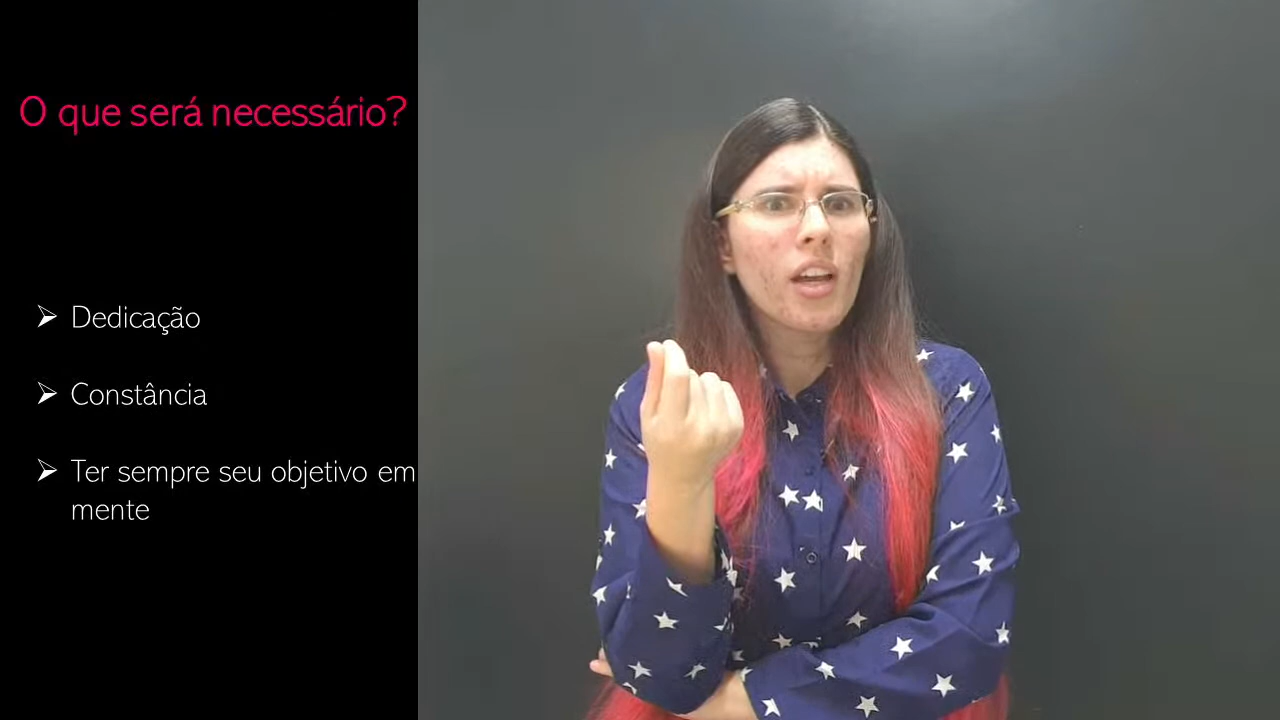 O que será necessário?
Dedicação
Constância
Ter sempre seu objetivo em
mente